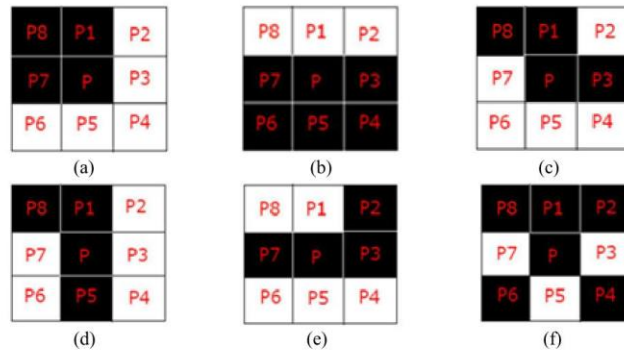 P8 P1 P2 P8 P1 P2 P8 P1 P2
P7 P P3 P7 P P3 P7 P P3
P6 P5 P4 P6 P5 P4 P6 P5 P4
(a) (b) (c)
P8 P1 P2 P8 P1 P2 P8 P1 P2
P7 P P3 P7 P P3 P7 P P3
P6 P5 P4 P6 P5 P4 P6 P5 P4
(d) (e) (f)